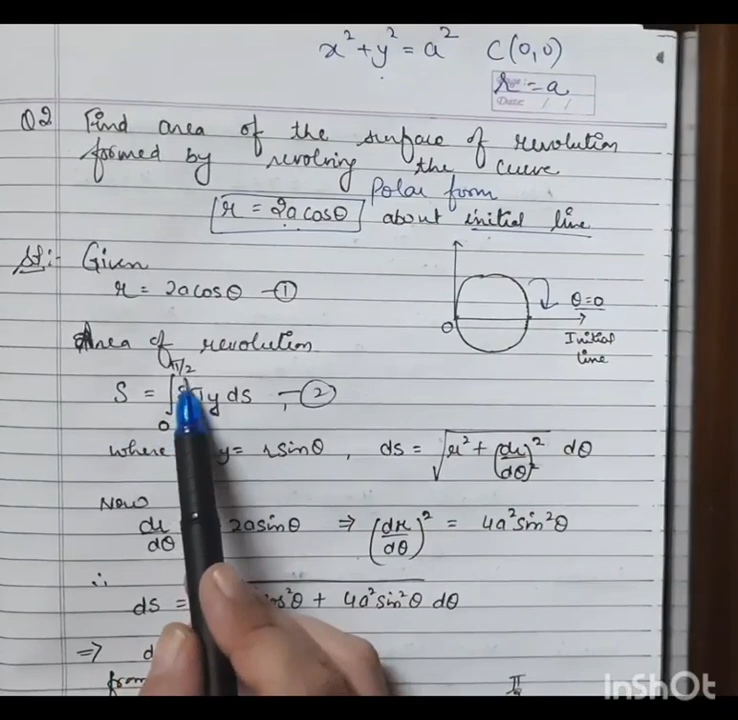 x² + y² = a² C(0,0)
r = a
Date / /
Q2 Find area of the surface of revolution
formed by revolving the curve
Polar form
r = 2a cosθ about initial line
Sol:- Given
r = 2a cosθ —①
θ=0
O
Initial
line
Area of revolution
S = ∫ y ds —②
π/2
0
where y = r sinθ, ds = √(r² + (dr/dθ)²) dθ
Now
dr/dθ 2a sinθ ⇒ (dr/dθ)² = 4a² sin²θ
∴
ds = cos²θ + 4a² sin²θ dθ
⇒ d
from
π
InShOt